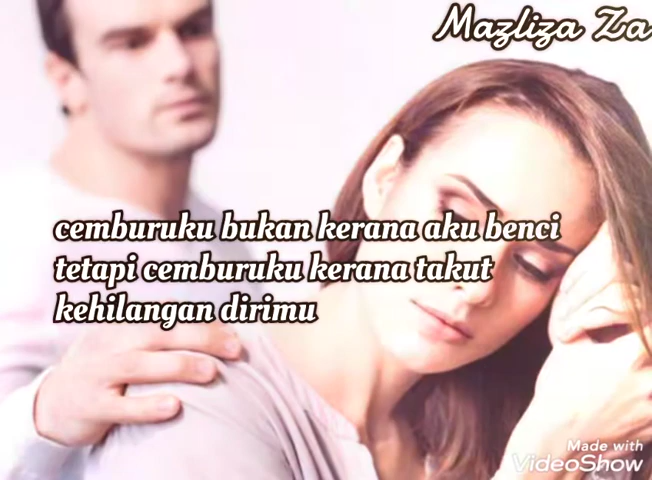 Mazliza Za
cemburuku bukan kerana aku benci
tetapi cemburuku kerana takut
kehilangan dirimu
Made with
VideoShow